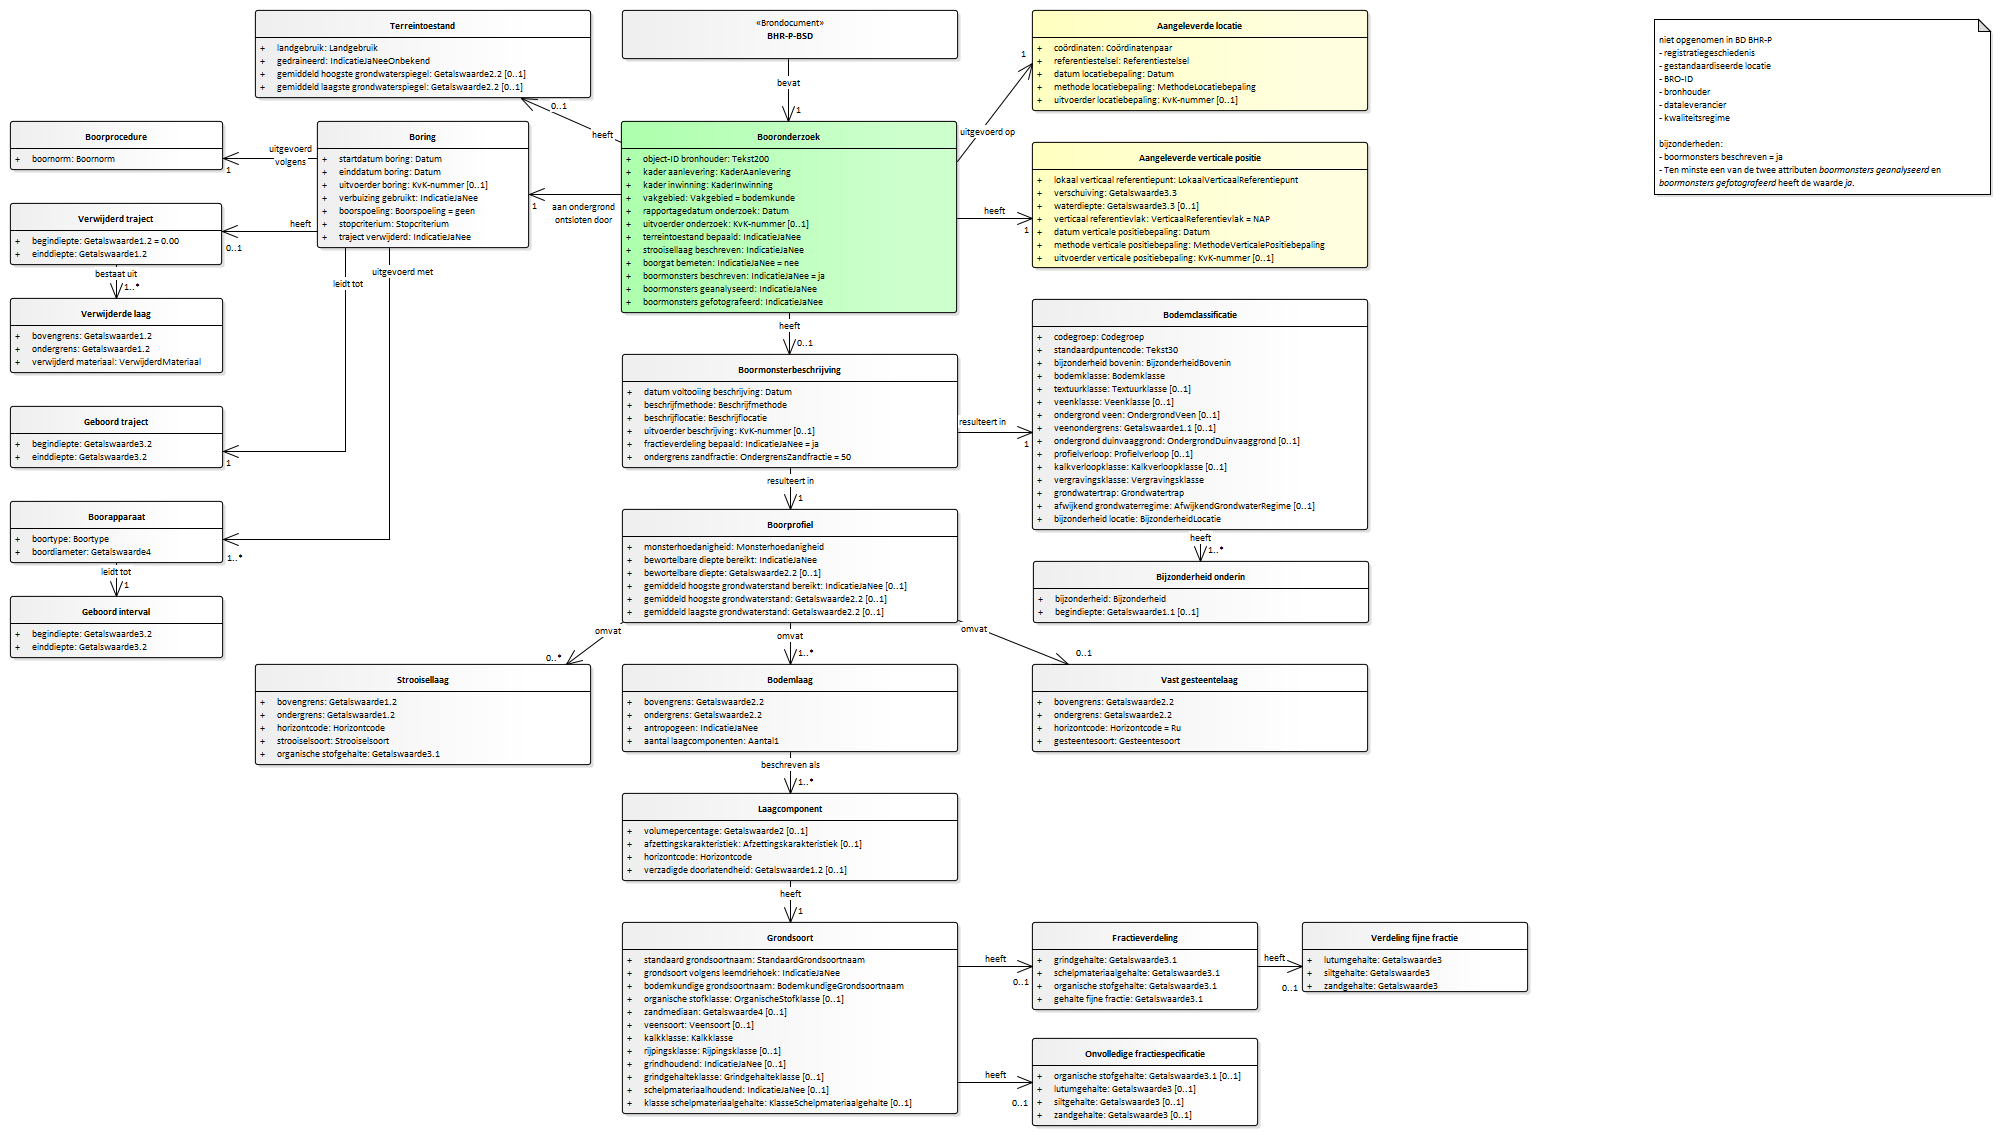 Terreintoestand
+ landgebruik: Landgebruik
+ gedraineerd: IndicatieJaNeeOnbekend
+ gemiddeld hoogste grondwaterspiegel: Getalswaarde2.2 [0..1]
+ gemiddeld laagste grondwaterspiegel: Getalswaarde2.2 [0..1]
«Brondocument»
BHR-P-BSD
bevat
1
Aangeleverde locatie
+ coördinaten: Coördinatenpaar
+ referentiestelsel: Referentiestelsel
+ datum locatiebepaling: Datum
+ methode locatiebepaling: MethodeLocatiebepaling
+ uitvoerder locatiebepaling: KvK-nummer [0..1]
1
uitgevoerd op
niet opgenomen in BD BHR-P
- registratiegeschiedenis
- gestandaardiseerde locatie
- BRO-ID
- bronhouder
- dataleverancier
- kwaliteitsregime
bijzonderheden:
- boormonsters beschreven = ja
- Ten minste een van de twee attributen boormonsters geanalyseerd en
boormonsters gefotografeerd heeft de waarde ja.
0..1
heeft
Boorprocedure
+ boornorm: Boornorm
uitgevoerd
volgens
1
Boring
+ startdatum boring: Datum
+ einddatum boring: Datum
+ uitvoerder boring: KvK-nummer [0..1]
+ verbuizing gebruikt: IndicatieJaNee
+ boorspoeling: Boorspoeling = geen
+ stopcriterium: Stopcriterium
+ traject verwijderd: IndicatieJaNee
1
aan ondergrond
ontsloten door
Booronderzoek
+ object-ID bronhouder: Tekst200
+ kader aanlevering: KaderAanlevering
+ kader inwinning: KaderInwinning
+ vakgebied: Vakgebied = bodemkunde
+ rapportagedatum onderzoek: Datum
+ uitvoerder onderzoek: KvK-nummer [0..1]
+ terreintoestand bepaald: IndicatieJaNee
+ strooisellaag beschreven: IndicatieJaNee
+ boorgat bemeten: IndicatieJaNee = nee
+ boormonsters beschreven: IndicatieJaNee = ja
+ boormonsters geanalyseerd: IndicatieJaNee
+ boormonsters gefotografeerd: IndicatieJaNee
heeft
1
Aangeleverde verticale positie
+ lokaal verticaal referentiepunt: LokaalVerticaalReferentiepunt
+ verschuiving: Getalswaarde3.3
+ waterdiepte: Getalswaarde3.3 [0..1]
+ verticaal referentievlak: VerticaalReferentievlak = NAP
+ datum verticale positiebepaling: Datum
+ methode verticale positiebepaling: MethodeVerticalePositiebepaling
+ uitvoerder verticale positiebepaling: KvK-nummer [0..1]
Verwijderd traject
+ begindiepte: Getalswaarde1.2 = 0.00
+ einddiepte: Getalswaarde1.2
heeft
0..1
bestaat uit
1..*
uitgevoerd met
leidt tot
Verwijderde laag
+ bovengrens: Getalswaarde1.2
+ ondergrens: Getalswaarde1.2
+ verwijderd materiaal: VerwijderdMateriaal
heeft
0..1
Boormonsterbeschrijving
+ datum voltooiing beschrijving: Datum
+ beschrijfmethode: Beschrijfmethode
+ beschrijflocatie: Beschrijflocatie
+ uitvoerder beschrijving: KvK-nummer [0..1]
+ fractieverdeling bepaald: IndicatieJaNee = ja
+ ondergrens zandfractie: OndergrensZandfractie = 50
resulteert in
1
Bodemclassificatie
+ codegroep: Codegroep
+ standaardpuntencode: Tekst30
+ bijzonderheid bovenin: BijzonderheidBovenin
+ bodemklasse: Bodemklasse
+ textuurklasse: Textuurklasse [0..1]
+ veenklasse: Veenklasse [0..1]
+ ondergrond veen: OndergrondVeen [0..1]
+ veenondergrens: Getalswaarde1.1 [0..1]
+ ondergrond duinvaaggrond: OndergrondDuinvaaggrond [0..1]
+ profielverloop: Profielverloop [0..1]
+ kalkverloopklasse: Kalkverloopklasse [0..1]
+ vergravingsklasse: Vergravingsklasse
+ grondwatertrap: Grondwatertrap
+ afwijkend grondwaterregime: AfwijkendGrondwaterRegime [0..1]
+ bijzonderheid locatie: BijzonderheidLocatie
Geboord traject
+ begindiepte: Getalswaarde3.2
+ einddiepte: Getalswaarde3.2
1
resulteert in
1
Boorapparaat
+ boortype: Boortype
+ boordiameter: Getalswaarde4
1..*
leidt tot
1
Boorprofiel
+ monsterhoedanigheid: Monsterhoedanigheid
+ bewortelbare diepte bereikt: IndicatieJaNee
+ bewortelbare diepte: Getalswaarde2.2 [0..1]
+ gemiddeld hoogste grondwaterstand bereikt: IndicatieJaNee [0..1]
+ gemiddeld hoogste grondwaterstand: Getalswaarde2.2 [0..1]
+ gemiddeld laagste grondwaterstand: Getalswaarde2.2 [0..1]
heeft
1..*
Bijzonderheid onderin
+ bijzonderheid: Bijzonderheid
+ begindiepte: Getalswaarde1.1 [0..1]
Geboord interval
+ begindiepte: Getalswaarde3.2
+ einddiepte: Getalswaarde3.2
omvat
0..*
omvat
1..*
omvat
0..1
Strooisellaag
+ bovengrens: Getalswaarde1.2
+ ondergrens: Getalswaarde1.2
+ horizontcode: Horizontcode
+ strooiselsoort: Strooiselsoort
+ organische stofgehalte: Getalswaarde3.1
Bodemlaag
+ bovengrens: Getalswaarde2.2
+ ondergrens: Getalswaarde2.2
+ antropogeen: IndicatieJaNee
+ aantal laagcomponenten: Aantal1
Vast gesteentelaag
+ bovengrens: Getalswaarde2.2
+ ondergrens: Getalswaarde2.2
+ horizontcode: Horizontcode = Ru
+ gesteentesoort: Gesteentesoort
beschreven als
1..*
Laagcomponent
+ volumepercentage: Getalswaarde2 [0..1]
+ afzettingskarakteristiek: Afzettingskarakteristiek [0..1]
+ horizontcode: Horizontcode
+ verzadigde doorlatendheid: Getalswaarde1.2 [0..1]
heeft
1
Grondsoort
+ standaard grondsoortnaam: StandaardGrondsoortnaam
+ grondsoort volgens leemdriehoek: IndicatieJaNee
+ bodemkundige grondsoortnaam: BodemkundigeGrondsoortnaam
+ organische stofklasse: OrganischeStofklasse [0..1]
+ zandmediaan: Getalswaarde4 [0..1]
+ veensoort: Veensoort [0..1]
+ kalkklasse: Kalkklasse
+ rijpingsklasse: Rijpingsklasse [0..1]
+ grindhoudend: IndicatieJaNee [0..1]
+ grindgehalteklasse: Grindgehalteklasse [0..1]
+ schelpmateriaalhoudend: IndicatieJaNee [0..1]
+ klasse schelpmateriaalgehalte: KlasseSchelpmateriaalgehalte [0..1]
heeft
0..1
Fractieverdeling
+ grindgehalte: Getalswaarde3.1
+ schelpmateriaalgehalte: Getalswaarde3.1
+ organische stofgehalte: Getalswaarde3.1
+ gehalte fijne fractie: Getalswaarde3.1
heeft
0..1
Verdeling fijne fractie
+ lutumgehalte: Getalswaarde3
+ siltgehalte: Getalswaarde3
+ zandgehalte: Getalswaarde3
heeft
0..1
Onvolledige fractiespecificatie
+ organische stofgehalte: Getalswaarde3.1 [0..1]
+ lutumgehalte: Getalswaarde3 [0..1]
+ siltgehalte: Getalswaarde3 [0..1]
+ zandgehalte: Getalswaarde3 [0..1]